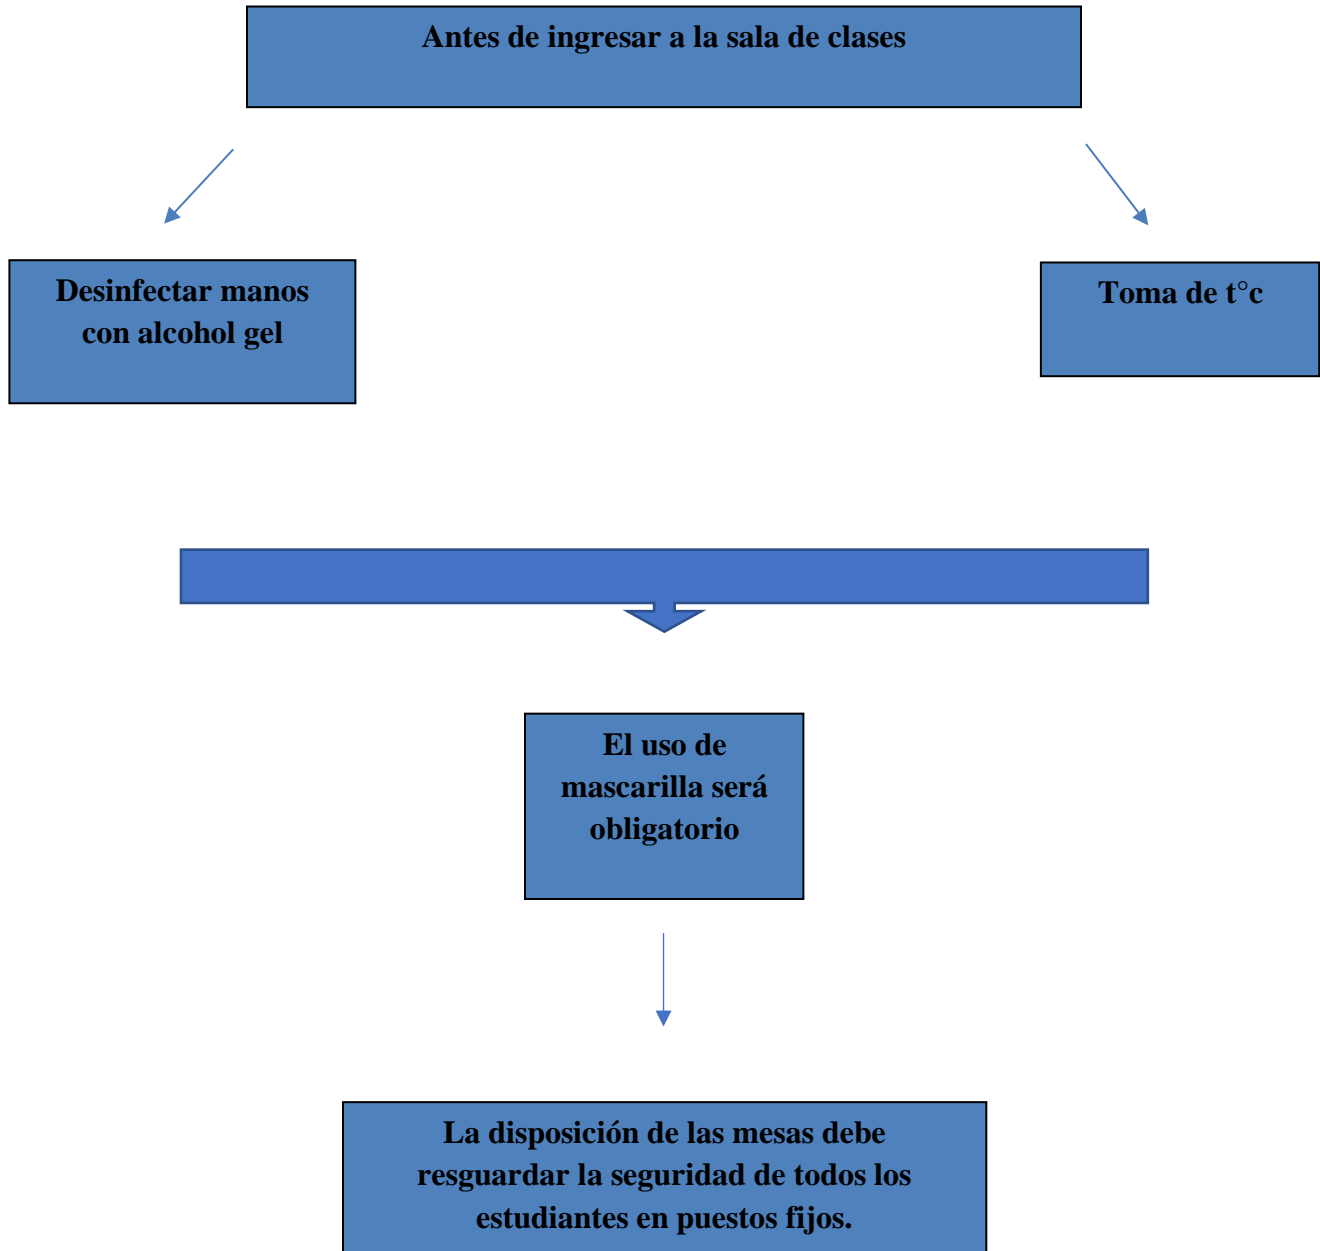 Antes de ingresar a la sala de clases
Desinfectar manos
con alcohol gel
Toma de t°c
El uso de
mascarilla será
obligatorio
La disposición de las mesas debe
resguardar la seguridad de todos los
estudiantes en puestos fijos.